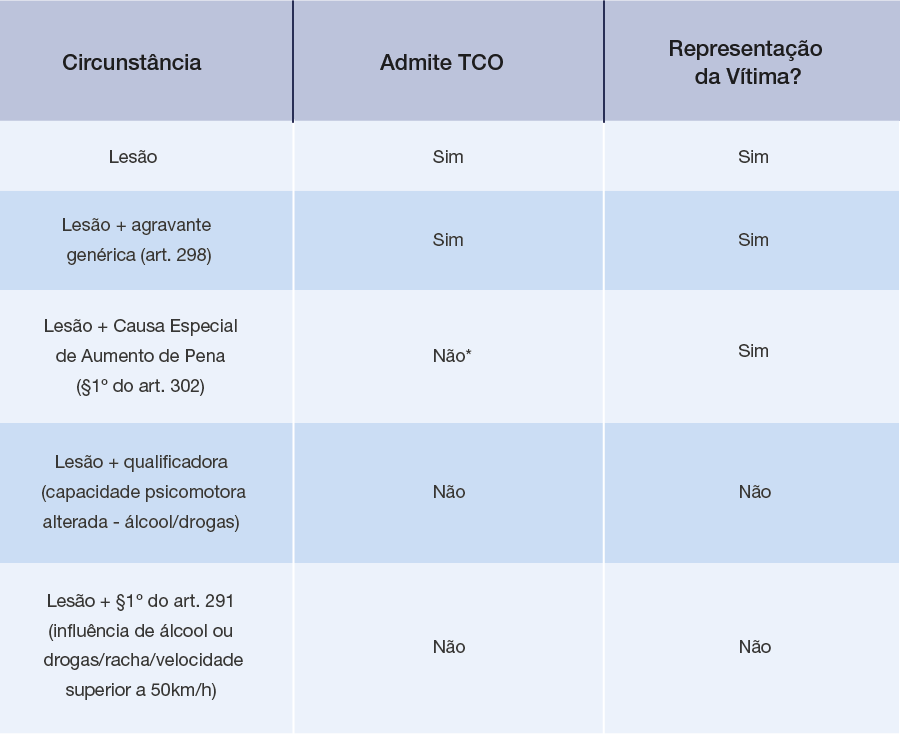 Circunstância
Admite TCO
Representação
da Vítima?
Lesão
Sim
Sim
Lesão + agravante
genérica (art. 298)
Sim
Sim
Lesão + Causa Especial
de Aumento de Pena
(§1º do art. 302)
Não*
Sim
Lesão + qualificadora
(capacidade psicomotora
alterada - álcool/drogas)
Não
Não
Lesão + §1º do art. 291
(influência de álcool ou
drogas/racha/velocidade
superior a 50km/h)
Não
Não